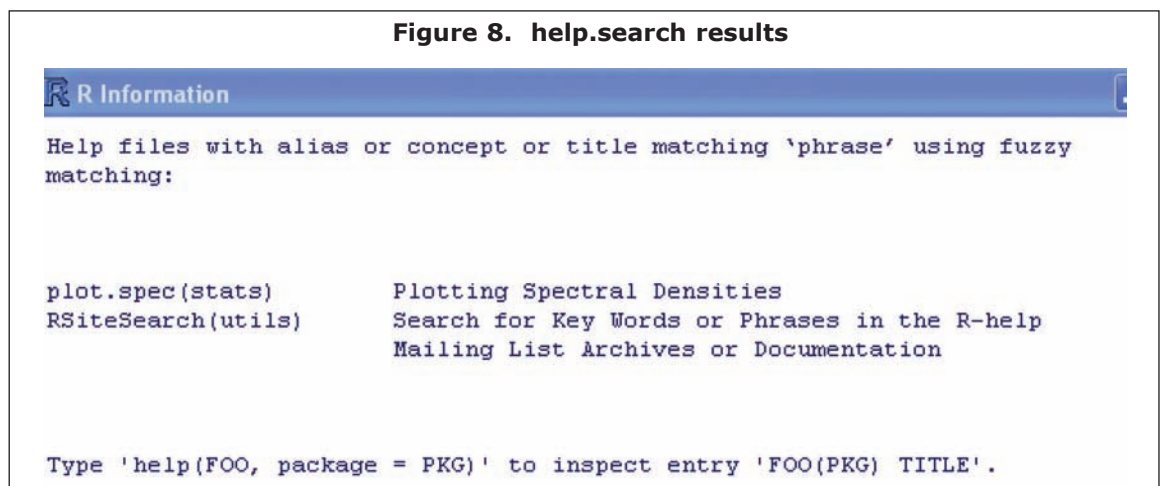 Figure 8. help.search results
R R Information
Help files with alias or concept or title matching `phrase' using fuzzy
matching:
plot.spec(stats) Plotting Spectral Densities
RSiteSearch(utils) Search for Key Words or Phrases in the R-help
Mailing List Archives or Documentation
Type 'help(FOO, package = PKG)' to inspect entry 'FOO(PKG) TITLE'.